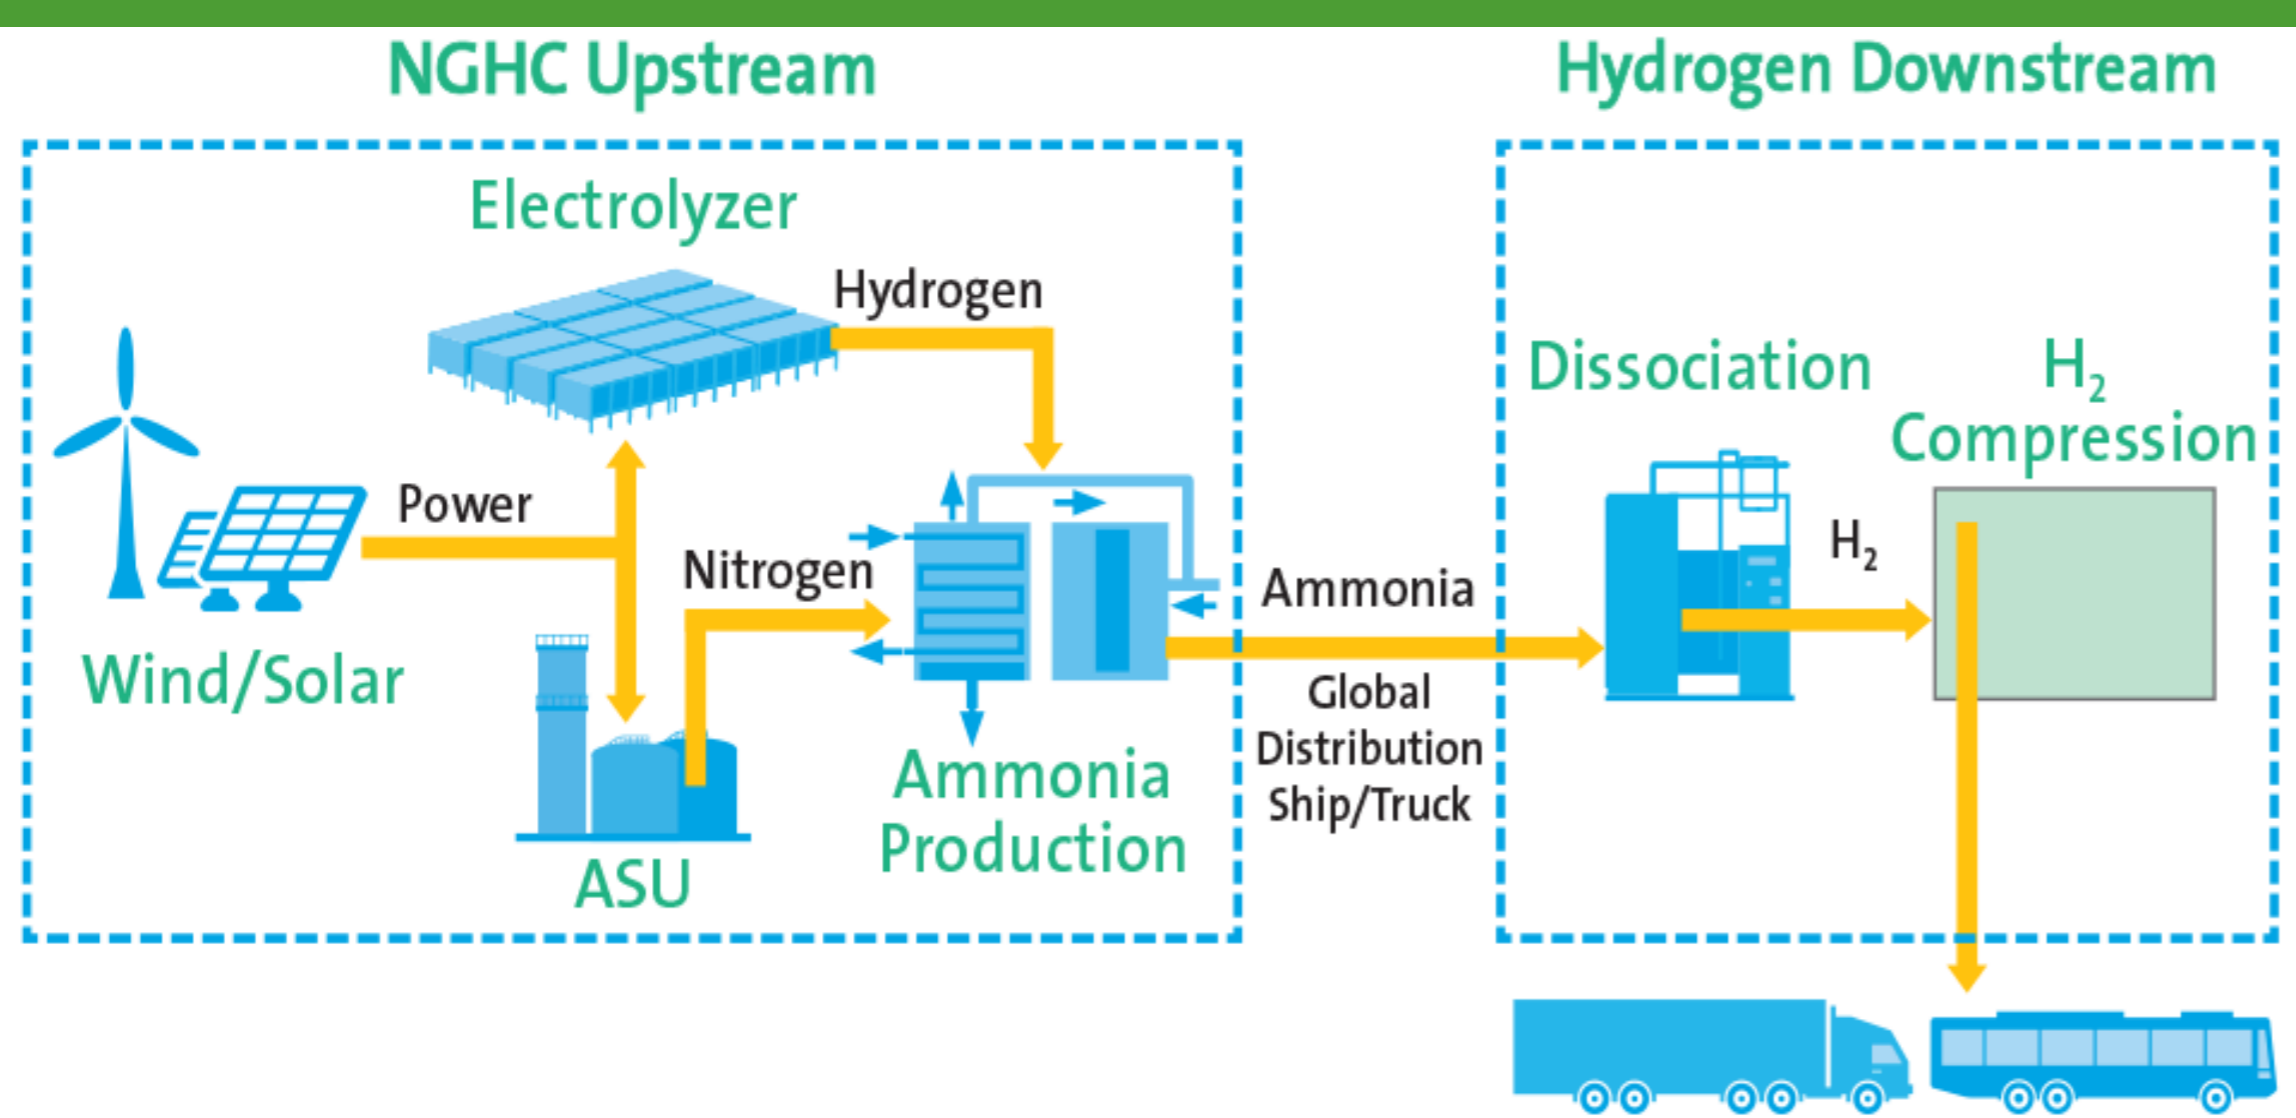 NGHC Upstream
Hydrogen Downstream
Electrolyzer
Hydrogen
Power
Wind/Solar
Nitrogen
ASU
Ammonia
Production
Ammonia
Global
Distribution
Ship/Truck
Dissociation
H₂
H₂
Compression